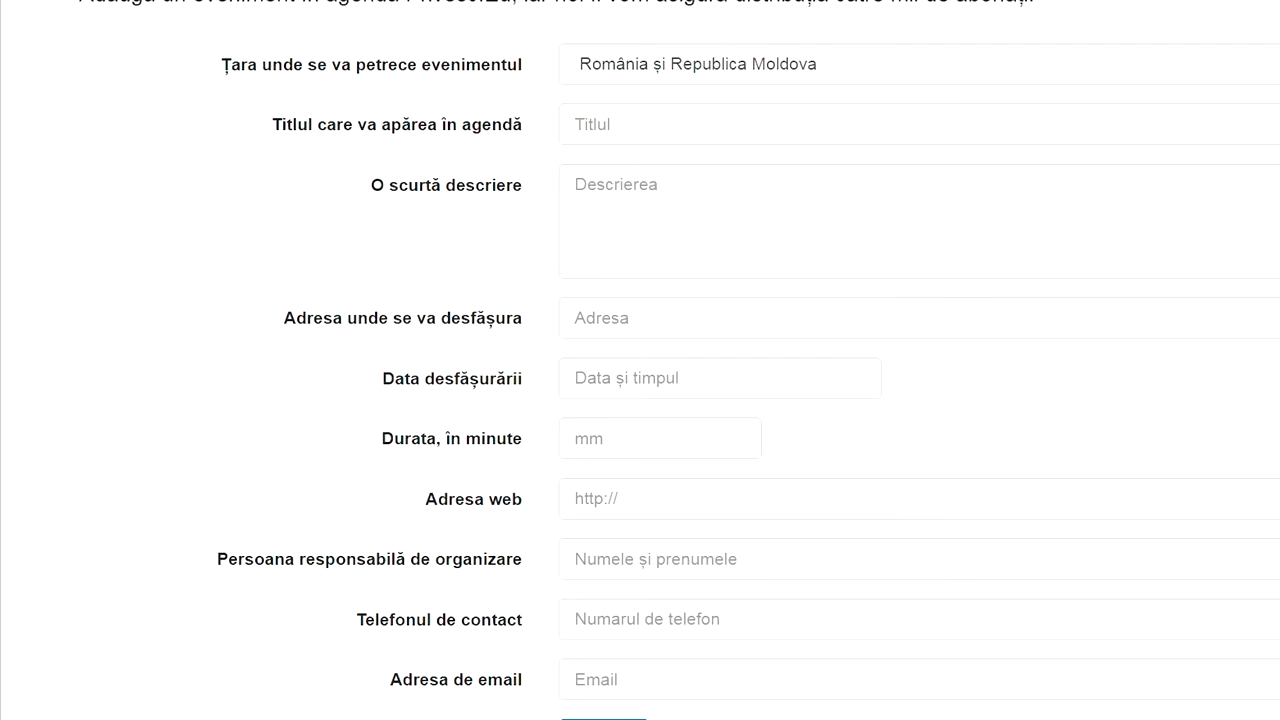 Țara unde se va petrece evenimentul România și Republica Moldova
Titlul care va apărea în agendă Titlul
O scurtă descriere Descrierea
Adresa unde se va desfășura Adresa
Data desfășurării Data și timpul
Durata, în minute mm
Adresa web http://
Persoana responsabilă de organizare Numele și prenumele
Telefonul de contact Numarul de telefon
Adresa de email Email